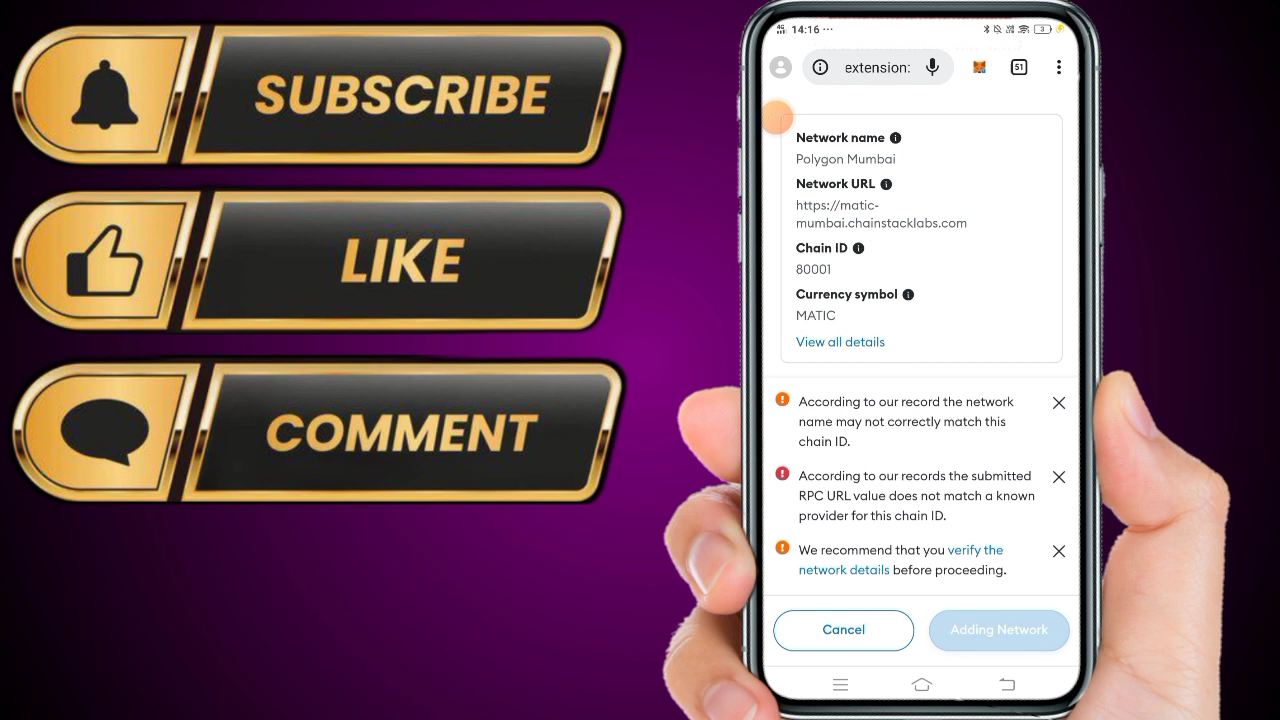 SUBSCRIBE
LIKE
COMMENT
4G 14:16 ···
3
extension:
51
Network name
Polygon Mumbai
Network URL
https://matic-
mumbai.chainstacklabs.com
Chain ID
80001
Currency symbol
MATIC
View all details
According to our record the network
name may not correctly match this
chain ID.
According to our records the submitted
RPC URL value does not match a known
provider for this chain ID.
We recommend that you verify the
network details before proceeding.
Cancel
Adding Network